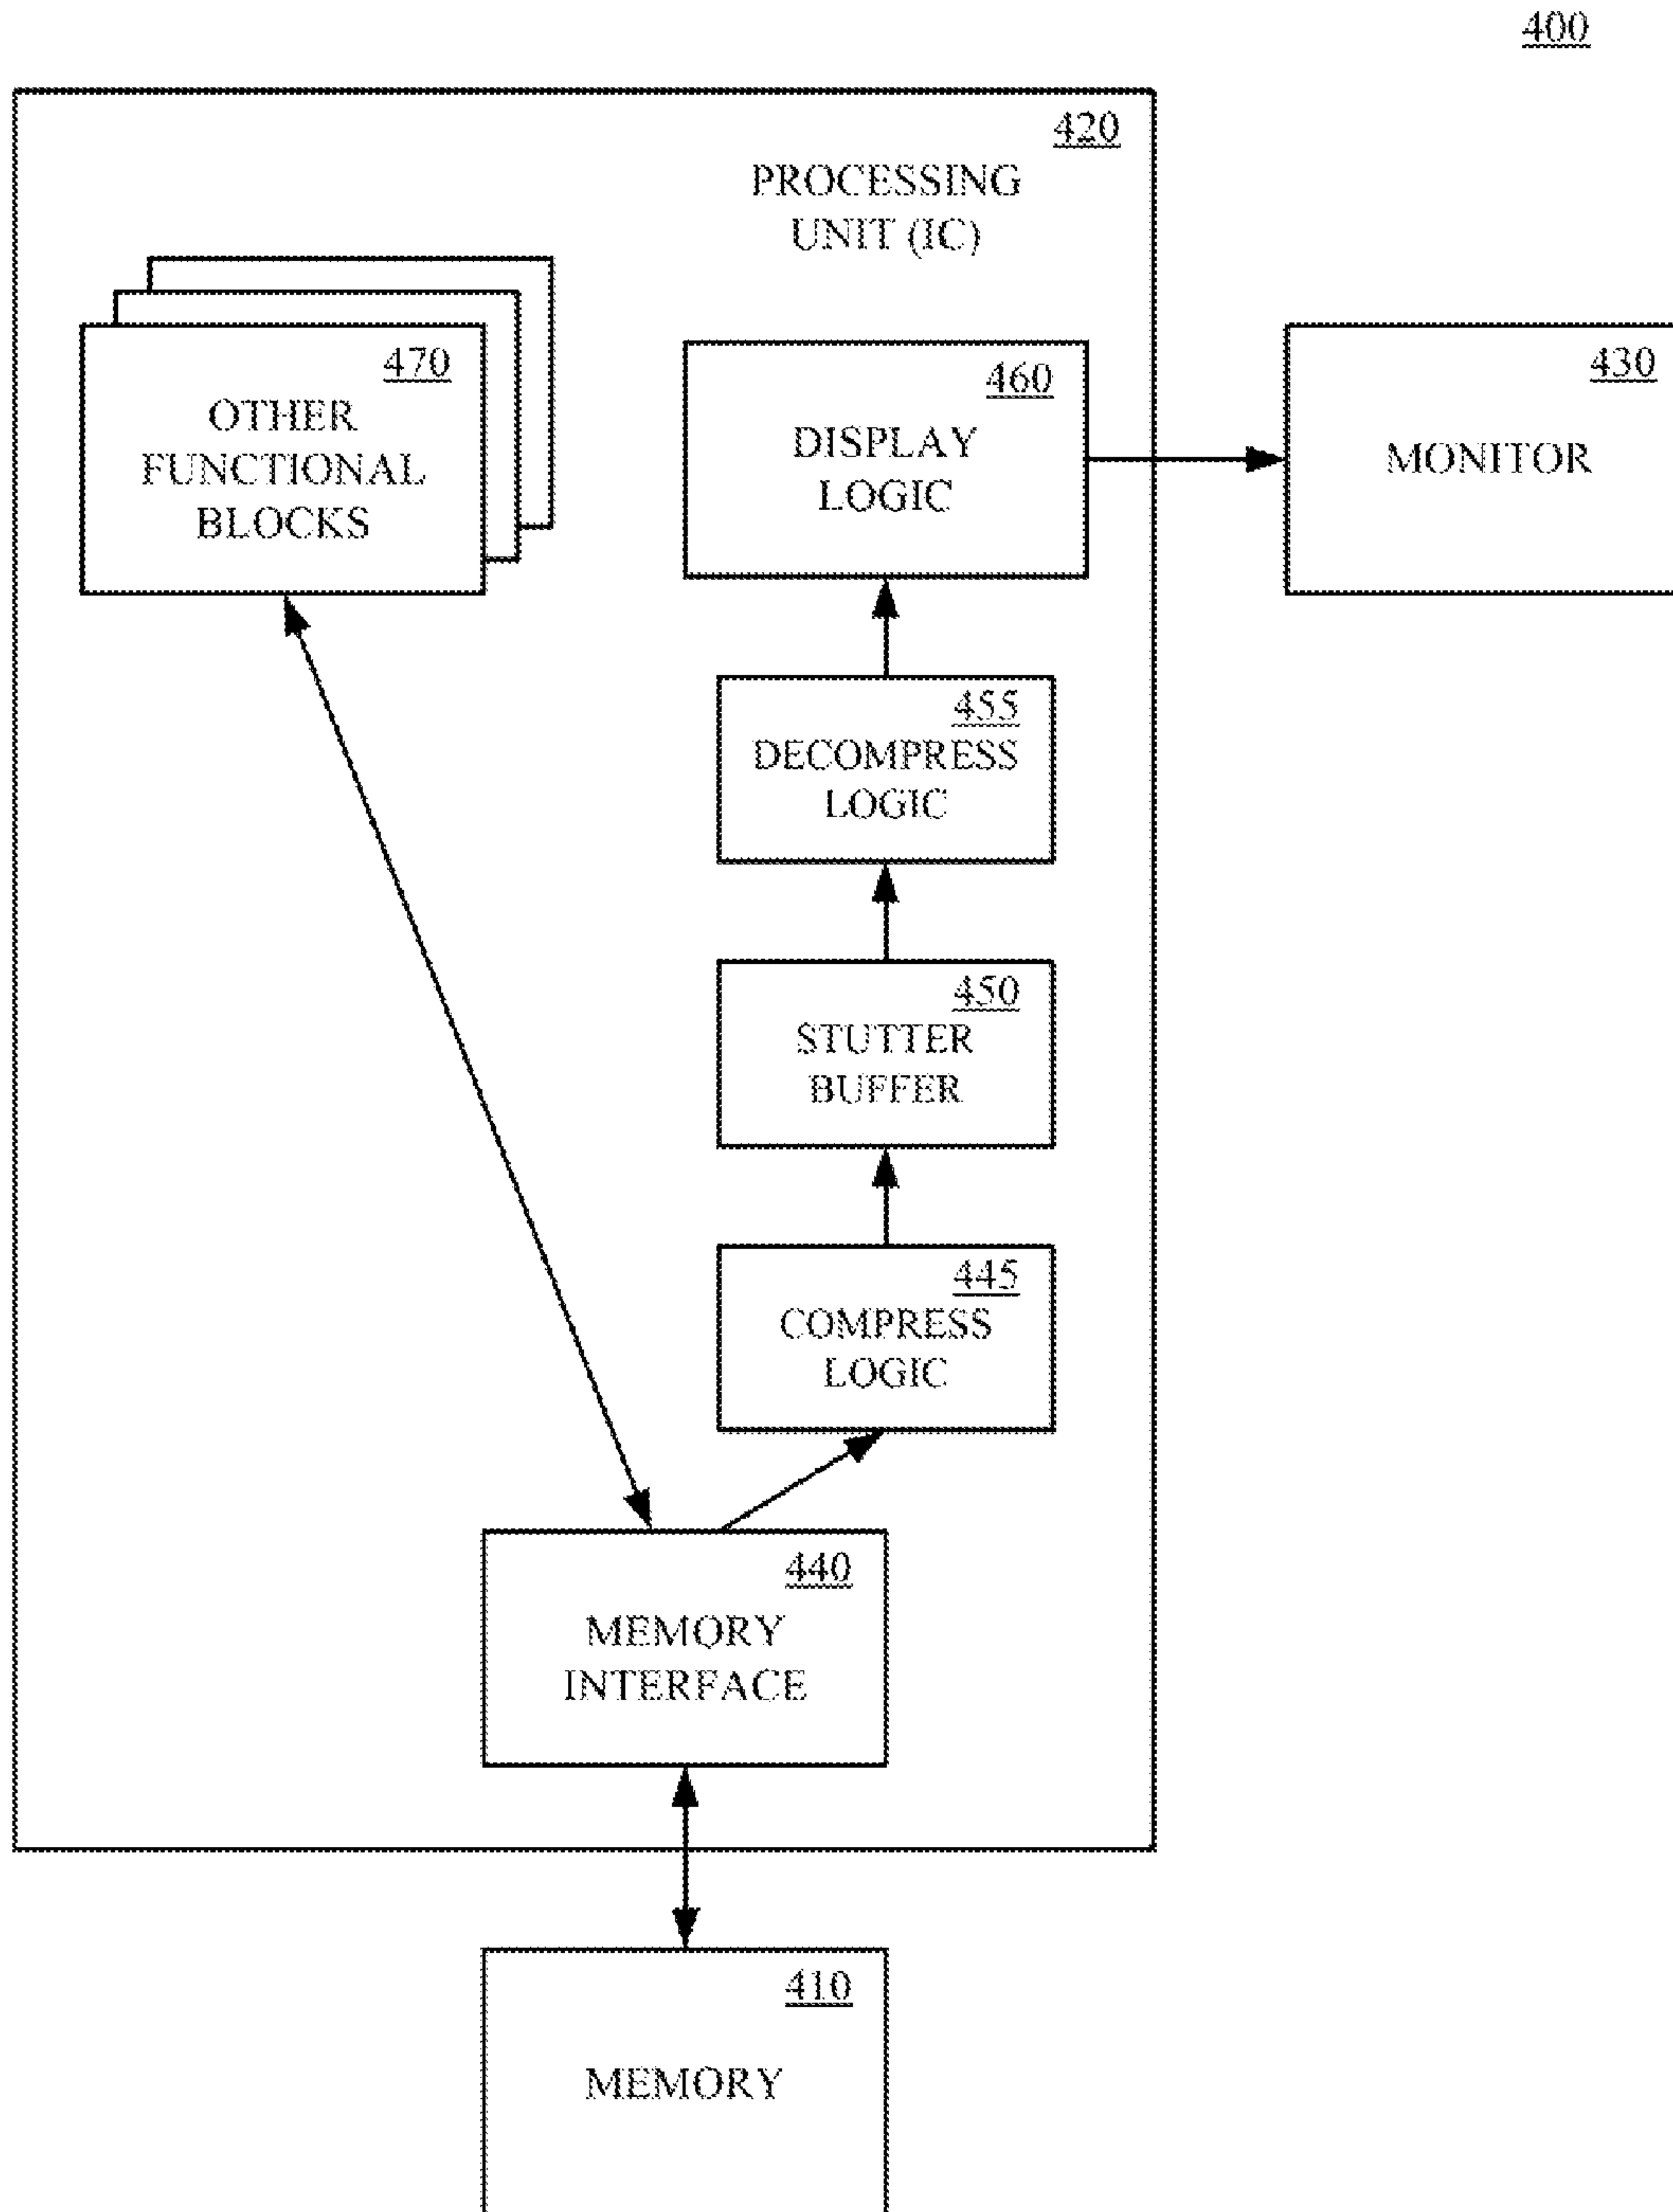 400
420
PROCESSING
UNIT (IC)
470
OTHER
FUNCTIONAL
BLOCKS
460
DISPLAY
LOGIC
430
MONITOR
455
DECOMPRESS
LOGIC
450
STUTTER
BUFFER
445
COMPRESS
LOGIC
440
MEMORY
INTERFACE
410
MEMORY